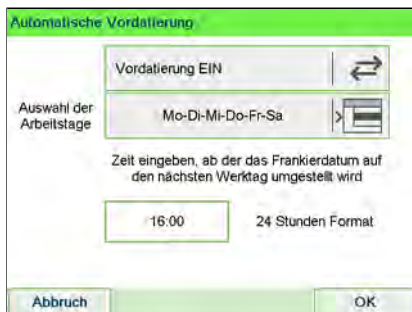 Automatische Vordatierung
Vordatierung EIN
Auswahl der
Arbeitstage
Mo-Di-Mi-Do-Fr-Sa
>
Zeit eingeben, ab der das Frankierdatum auf
den nächsten Werktag umgestellt wird
16:00
24 Stunden Format
Abbruch
OK